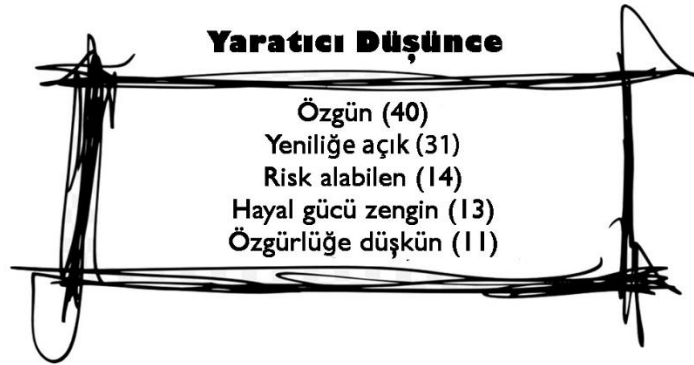 Yaratıcı Düşünce
Özgün (40)
Yeniliğe açık (31)
Risk alabilen (14)
Hayal gücü zengin (13)
Özgürlüğe düşkün (11)